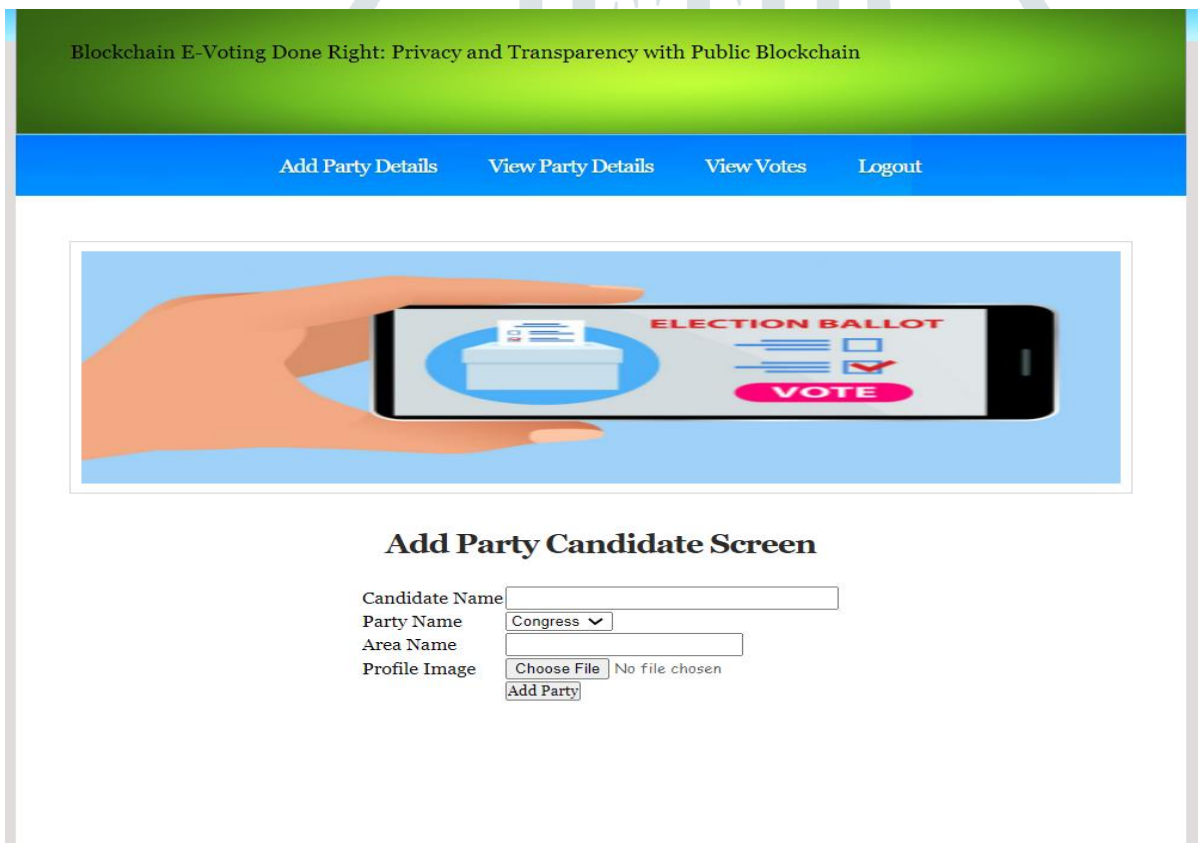 Blockchain E-Voting Done Right: Privacy and Transparency with Public Blockchain
Add Party Details View Party Details View Votes Logout
ELECTION BALLOT
VOTE
Add Party Candidate Screen
Candidate Name
Party Name Congress
Area Name
Profile Image Choose File No file chosen
Add Party